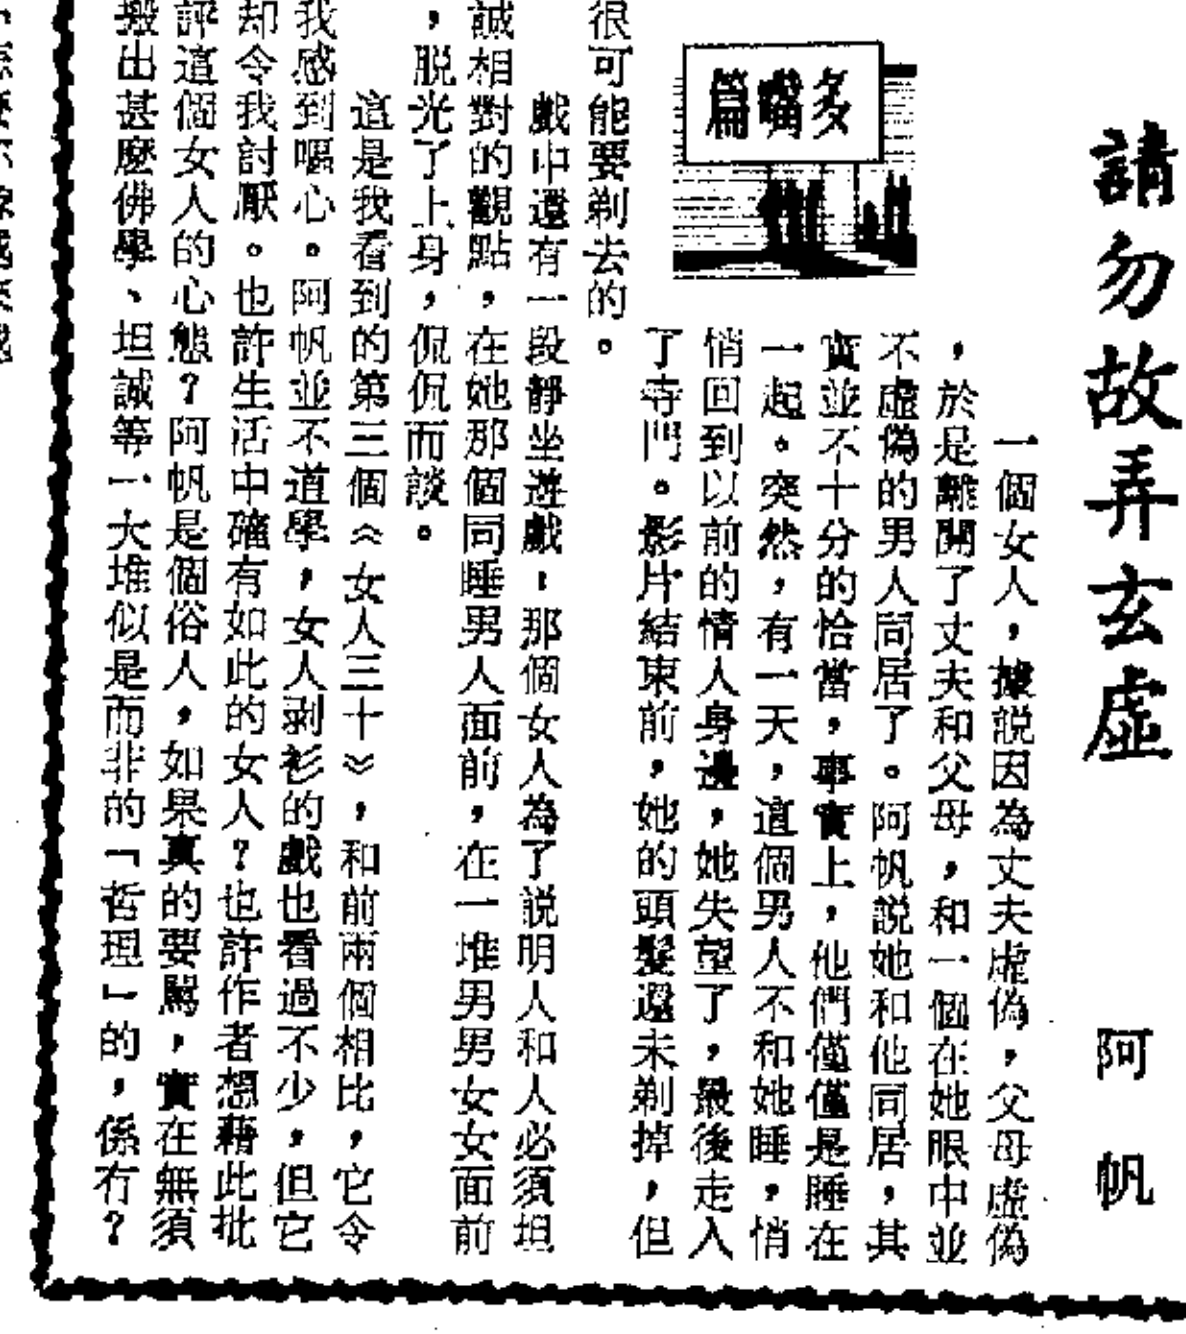 請勿故弄玄虛
阿帆
多嘴篇
一個女人，據説因為丈夫虛偽，父母虛偽
，於是離開了丈夫和父母，和一個在她眼中並
不虛偽的男人同居了。阿帆説她和他同居，其
實並不十分的恰當，事實上，他們僅僅是睡在
一起。突然，有一天，這個男人不和她睡，悄
悄回到以前的情人身邊，她失望了，最後走入
了寺門。影片結束前，她的頭髮還未剃掉，但
很可能要剃去的。
戲中還有一段靜坐遊戲：那個女人為了説明人和人必須坦
誠相對的觀點，在她那個同睡男人面前，在一堆男男女女面前
，脱光了上身，侃侃而談。
這是我看到的第三個《女人三十》，和前兩個相比，它令
我感到嘔心。阿帆並不道學，女人剥衫的戲也看過不少，但它
却令我討厭。也許生活中確有如此的女人？也許作者想藉此批
評這個女人的心態？阿帆是個俗人，如果真的要罵，實在無須
搬出甚麽佛學、坦誠等一大堆似是而非的「哲理」的，係冇？